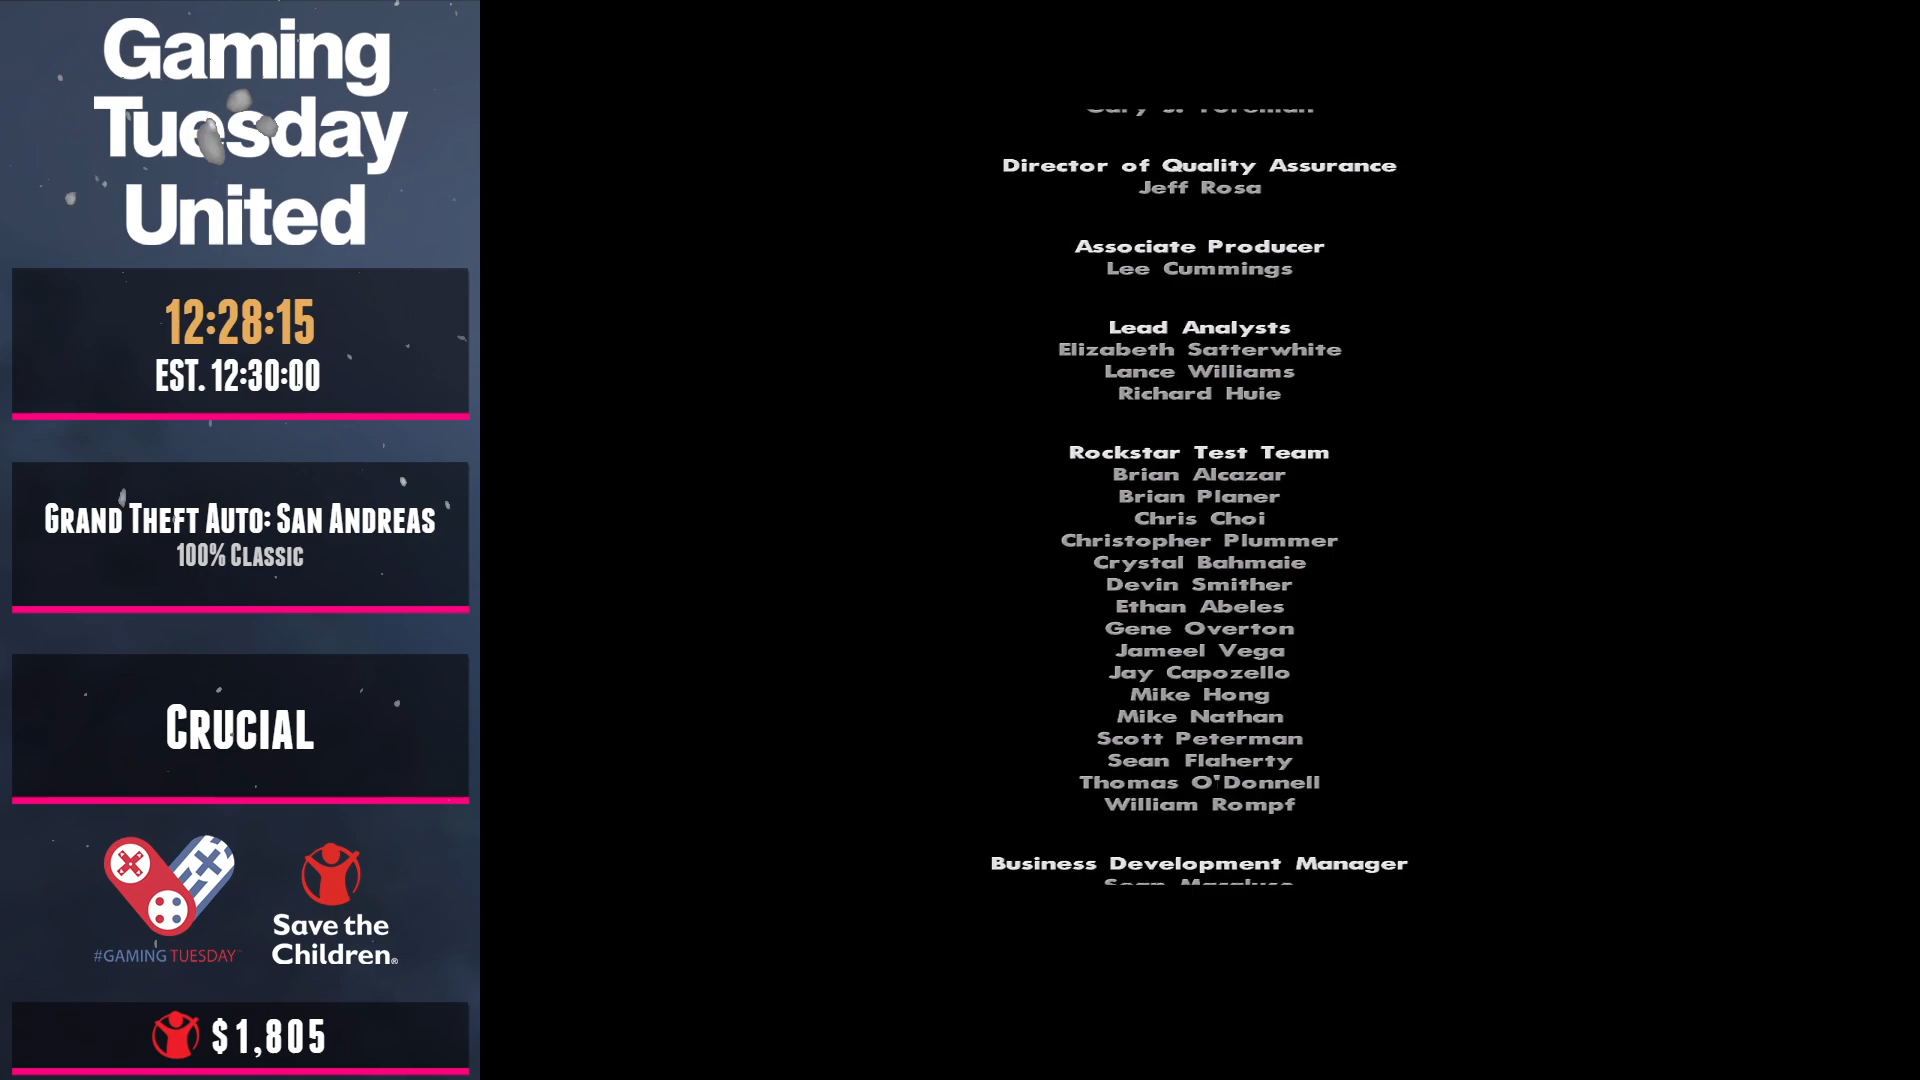 Gaming
Tuesday
United
12:28:15
EST. 12:30:00
Grand Theft Auto: San Andreas
100% Classic
Crucial
#GAMING TUESDAY™
Save the
Children®
$1,805
Director of Quality Assurance
Jeff Rosa
Associate Producer
Lee Cummings
Lead Analysts
Elizabeth Satterwhite
Lance Williams
Richard Huie
Rockstar Test Team
Brian Alcazar
Brian Planer
Chris Choi
Christopher Plummer
Crystal Bahmaie
Devin Smither
Ethan Abeles
Gene Overton
Jameel Vega
Jay Capozello
Mike Hong
Mike Nathan
Scott Peterman
Sean Flaherty
Thomas O'Donnell
William Rompf
Business Development Manager